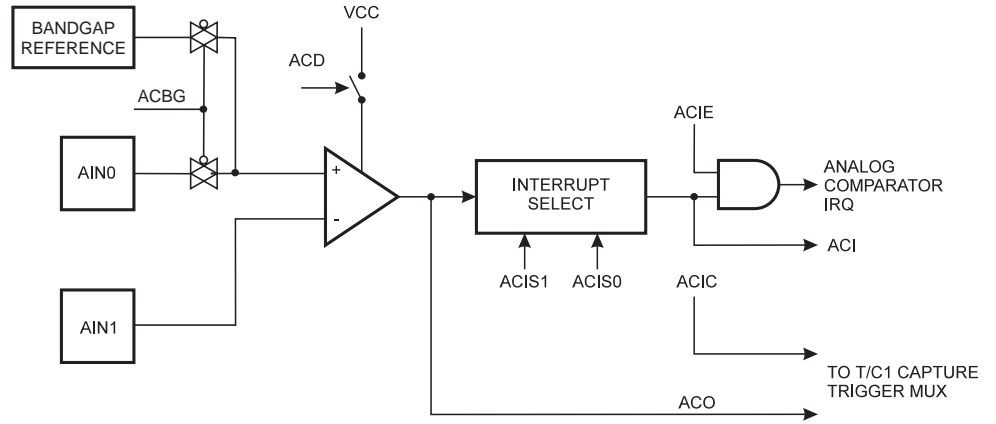 BANDGAP
REFERENCE
VCC
ACD
ACBG
ACIE
AIN0
+
-
INTERRUPT
SELECT
ANALOG
COMPARATOR
IRQ
ACI
ACIS1
ACIS0
ACIC
AIN1
TO T/C1 CAPTURE
TRIGGER MUX
ACO